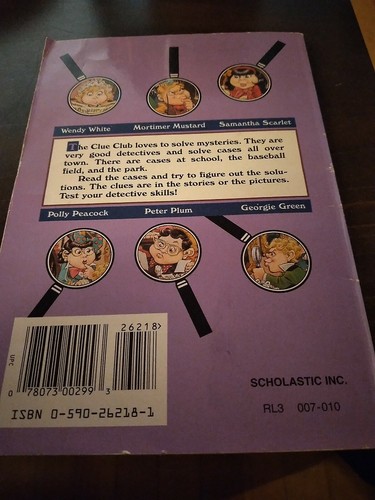 Wendy White Mortimer Mustard Samantha Scarlet
The Clue Club loves to solve mysteries. They are
very good detectives and solve cases all over
town. There are cases at school, the baseball
field, and the park.
Read the cases and try to figure out the solu-
tions. The clues are in the stories or the pictures.
Test your detective skills!
Polly Peacock Peter Plum Georgie Green
26218>
UPC
0 78073 00299 3
ISBN 0-590-26218-1
SCHOLASTIC INC.
RL3 007-010